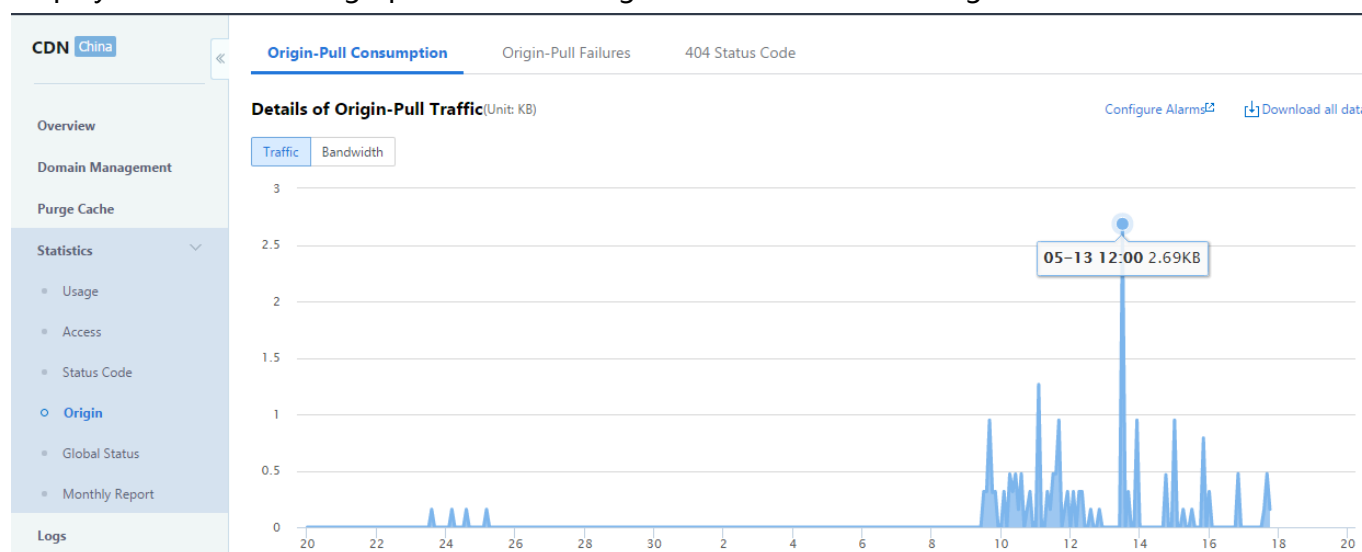 CDN China
Origin-Pull Consumption Origin-Pull Failures 404 Status Code
Details of Origin-Pull Traffic(Unit: KB)
Configure Alarms Download all data
Traffic Bandwidth
Overview
Domain Management
Purge Cache
Statistics
Usage
Access
Status Code
Origin
Global Status
Monthly Report
Logs
3
2.5
2
1.5
1
0.5
0
05-13 12:00 2.69KB
20 22 24 26 28 30 2 4 6 8 10 12 14 16 18 20